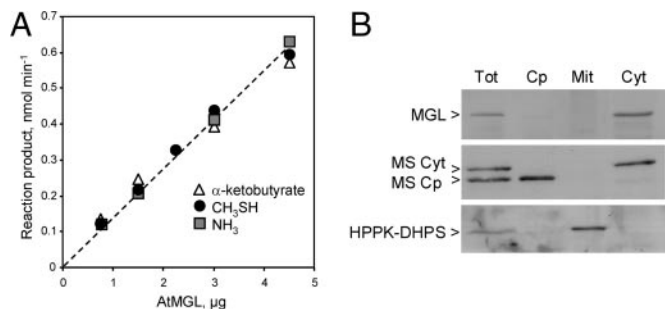 A
Reaction product, nmol min⁻¹
0.7
0.6
0.5
0.4
0.3
0.2
0.1
0
0 1 2 3 4 5
AtMGL, µg
α-ketobutyrate
CH₃SH
NH₃
B
Tot Cp Mit Cyt
MGL >
MS Cyt >
MS Cp >
HPPK-DHPS >